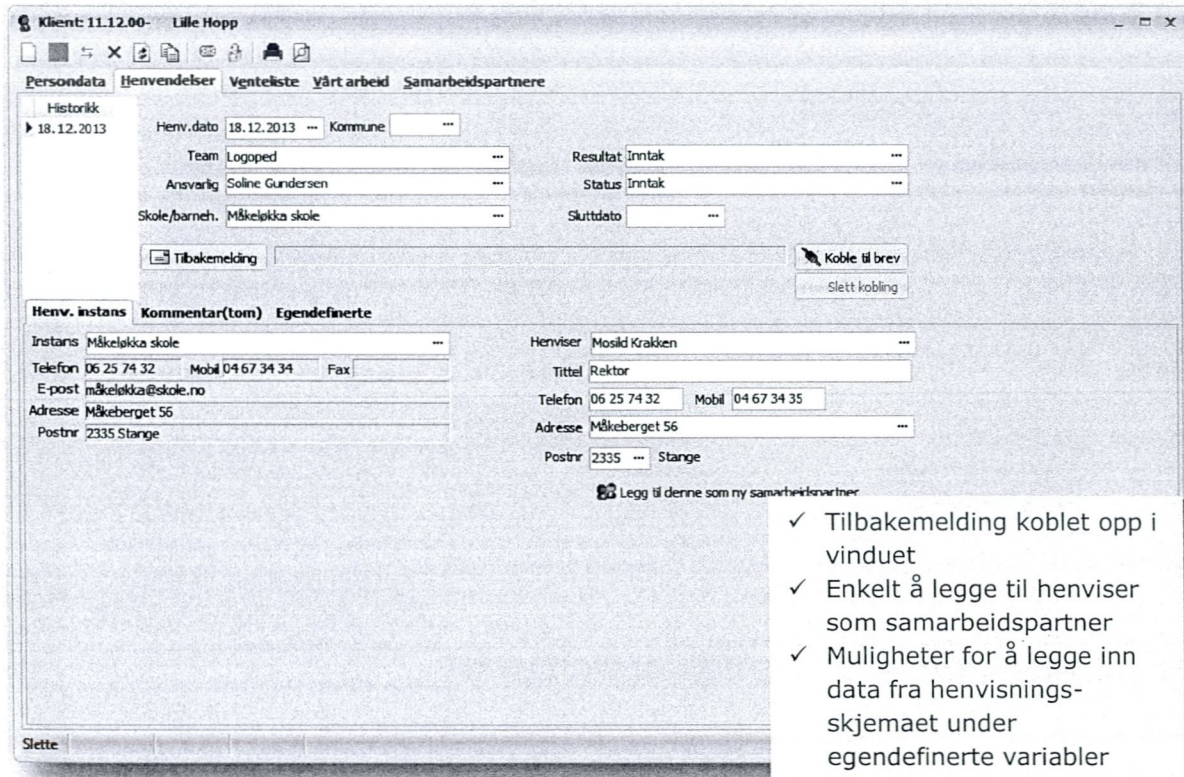 Klient: 11.12.00- Lille Hopp
Persondata Henvendelser Venteliste Vårt arbeid Samarbeidspartnere
Historikk
18.12.2013
Henv.dato 18.12.2013 ... Kommune ...
Team Logoped ... Resultat Inntak ...
Ansvarlig Soline Gundersen ... Status Inntak ...
Skole/barneh. Måkeløkka skole ... Sluttdato ...
Tilbakemelding Koble til brev
Slett kobling
Henv. instans Kommentar(tom) Egendefinerte
Instans Måkeløkka skole ... Henviser Mosild Krakken ...
Telefon 06 25 74 32 Mobil 04 67 34 34 Fax Tittel Rektor
E-post måkeløkka@skole.no Telefon 06 25 74 32 Mobil 04 67 34 35
Adresse Måkeberget 56 Adresse Måkeberget 56 ...
Postnr 2335 Stange Postnr 2335 ... Stange
Legg til denne som ny samarbeidspartner
✓ Tilbakemelding koblet opp i
vinduet
✓ Enkelt å legge til henviser
som samarbeidspartner
✓ Muligheter for å legge inn
data fra henvisnings-
skjemaet under
egendefinerte variabler
Slette